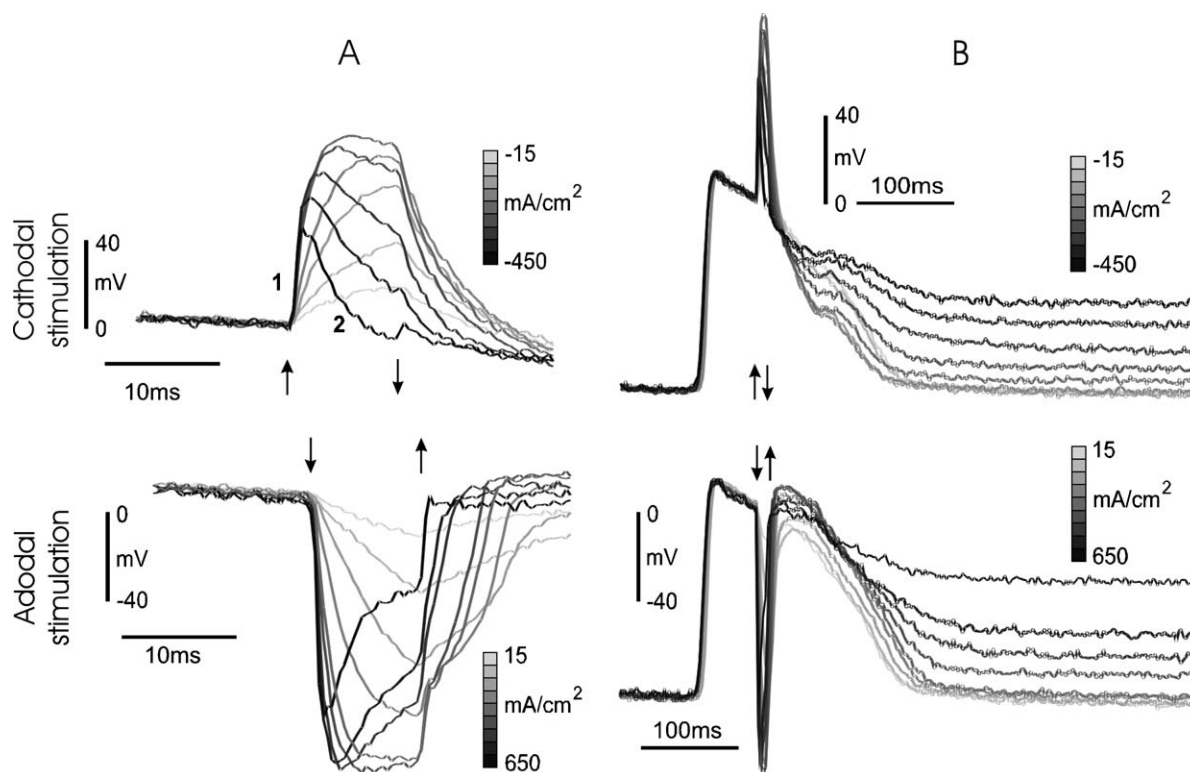 A
B
Cathodal
stimulation
40
mV
0
10ms
1
2
-15
mA/cm²
-450
40
mV
0
100ms
-15
mA/cm²
-450
Adodal
stimulation
0
mV
-40
10ms
15
mA/cm²
650
0
mV
-40
100ms
15
mA/cm²
650